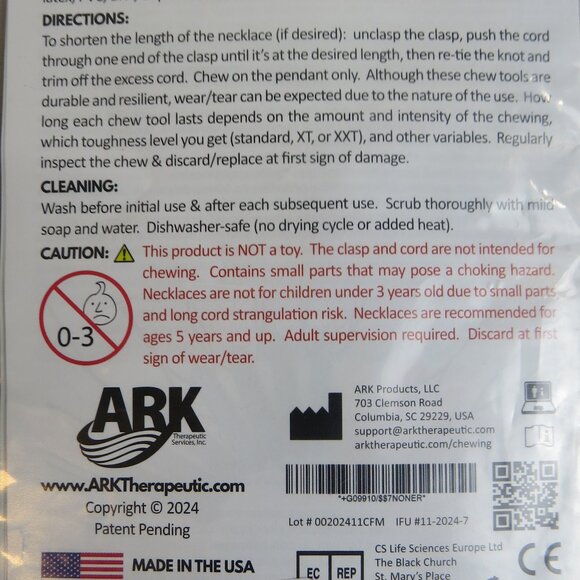 DIRECTIONS:
To shorten the length of the necklace (if desired): unclasp the clasp, push the cord
through one end of the clasp until it's at the desired length, then re-tie the knot and
trim off the excess cord. Chew on the pendant only. Although these chew tools are
durable and resilient, wear/tear can be expected due to the nature of the use. How
long each chew tool lasts depends on the amount and intensity of the chewing,
which toughness level you get (standard, XT, or XXT), and other variables. Regularly
inspect the chew & discard/replace at first sign of damage.
CLEANING:
Wash before initial use & after each subsequent use. Scrub thoroughly with mild
soap and water. Dishwasher-safe (no drying cycle or added heat).
CAUTION: This product is NOT a toy. The clasp and cord are not intended for
chewing. Contains small parts that may pose a choking hazard.
Necklaces are not for children under 3 years old due to small parts
and long cord strangulation risk. Necklaces are recommended for
ages 5 years and up. Adult supervision required. Discard at first
sign of wear/tear.
0-3
ARK
Therapeutic
Services, Inc.
www.ARKTherapeutic.com
Copyright © 2024
Patent Pending
MADE IN THE USA
ARK Products, LLC
703 Clemson Road
Columbia, SC 29229, USA
support@arktherapeutic.com
arktherapeutic.com/chewing
*+G09910/$$7NONER*
Lot # 00202411CFM IFU #11-2024-7
EC REP
CS Life Sciences Europe Ltd
The Black Church
St. Mary's Place
CE